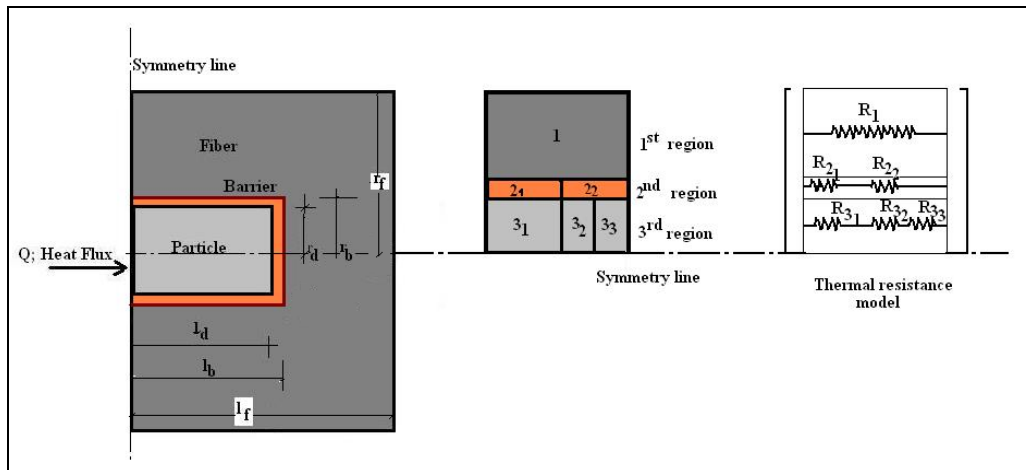 Symmetry line
Fiber
Barrier
r_f
Particle
r_d
r_b
Q; Heat Flux
l_d
l_b
l_f
1
1st region
2_1 2_2
2nd region
3_1 3_2 3_3
3rd region
Symmetry line
R_1
R_2_1 R_2_2
R_3_1 R_3_2 R_33
Thermal resistance
model